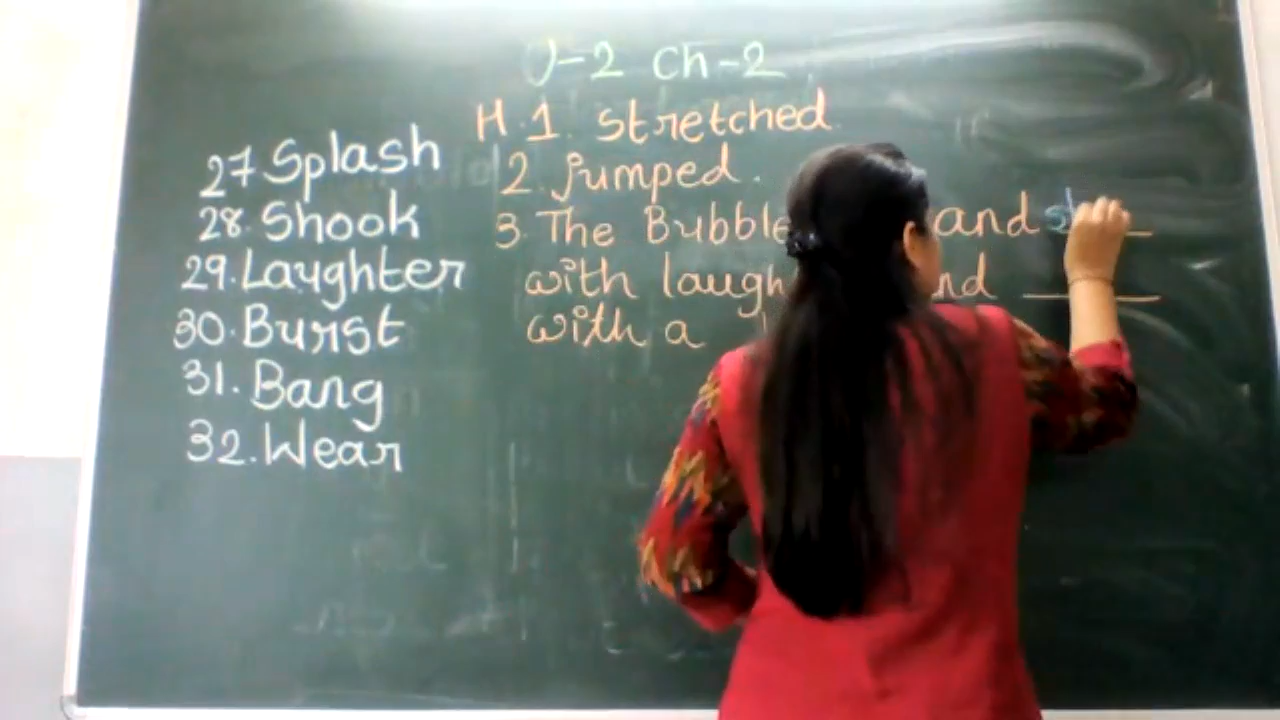 U-2 Ch-2
H.1. stretched.
2. jumped.
3. The Bubble and
with laugh
with a
27 Splash
28. Shook
29. Laughter
30. Burst
31. Bang
32. Wear